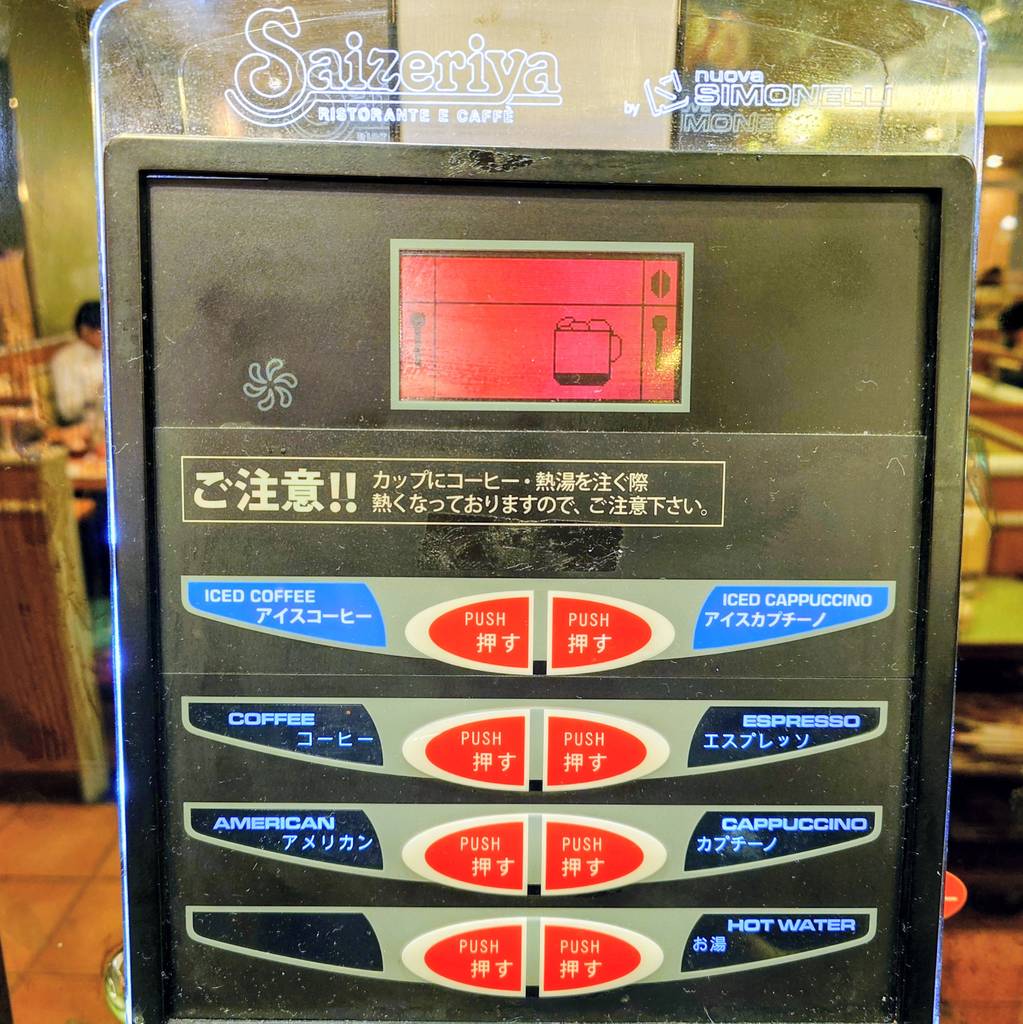 Saizeriya
RISTORANTE E CAFFÈ
by nuova SIMONELLI
ご注意!! カップにコーヒー・熱湯を注ぐ際
熱くなっておりますので、ご注意下さい。
ICED COFFEE
アイスコーヒー
PUSH
押す
PUSH
押す
ICED CAPPUCCINO
アイスカプチーノ
COFFEE
コーヒー
PUSH
押す
PUSH
押す
ESPRESSO
エスプレッソ
AMERICAN
アメリカン
PUSH
押す
PUSH
押す
CAPPUCCINO
カプチーノ
PUSH
押す
PUSH
押す
HOT WATER
お湯